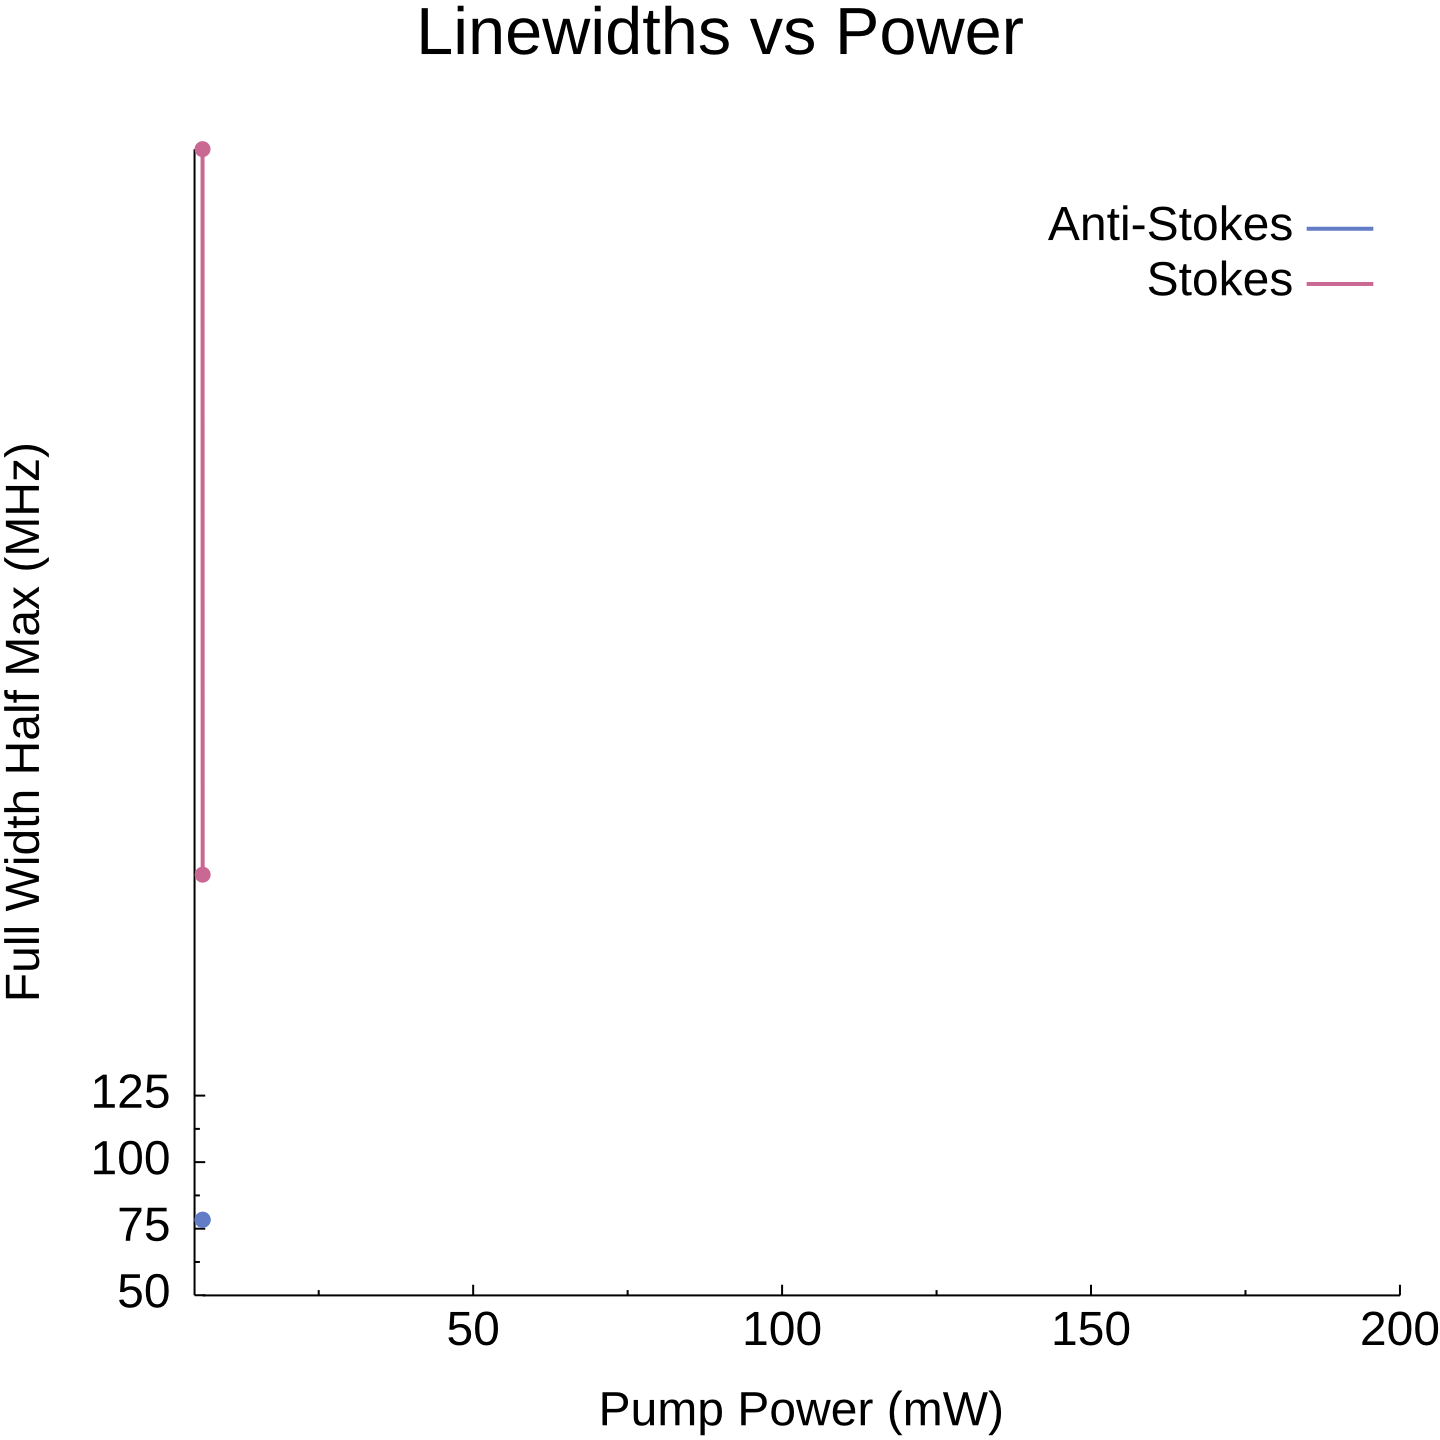 Linewidths vs Power
Anti-Stokes
Stokes
Full Width Half Max (MHz)
125
100
75
50
50 100 150 200
Pump Power (mW)